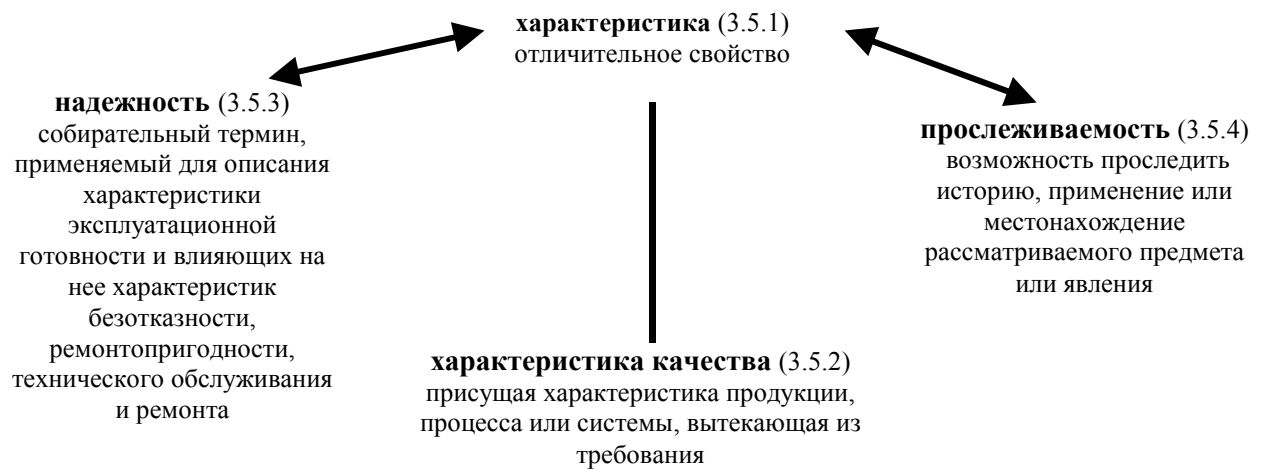 характеристика (3.5.1)
отличительное свойство
надежность (3.5.3)
собирательный термин,
применяемый для описания
характеристики
эксплуатационной
готовности и влияющих на
нее характеристик
безотказности,
ремонтопригодности,
технического обслуживания
и ремонта
прослеживаемость (3.5.4)
возможность проследить
историю, применение или
местонахождение
рассматриваемого предмета
или явления
характеристика качества (3.5.2)
присущая характеристика продукции,
процесса или системы, вытекающая из
требования